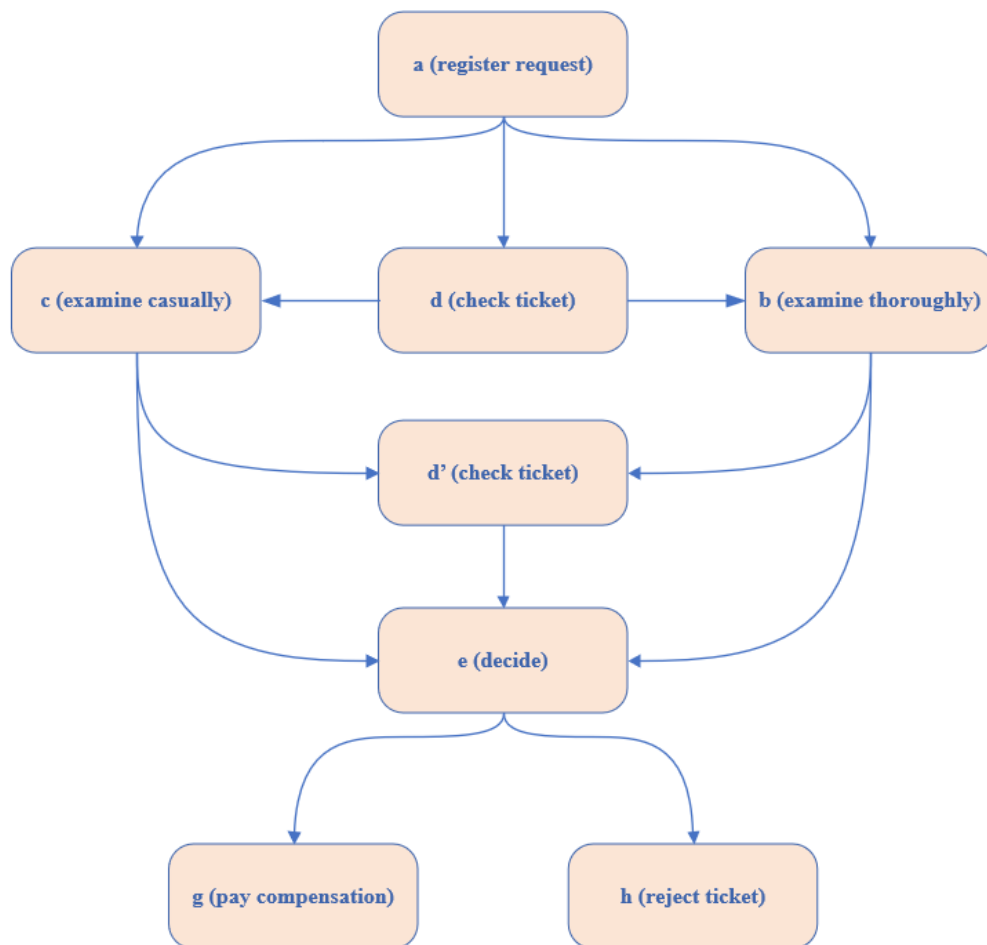 a (register request)
c (examine casually)
d (check ticket)
b (examine thoroughly)
d’ (check ticket)
e (decide)
g (pay compensation)
h (reject ticket)